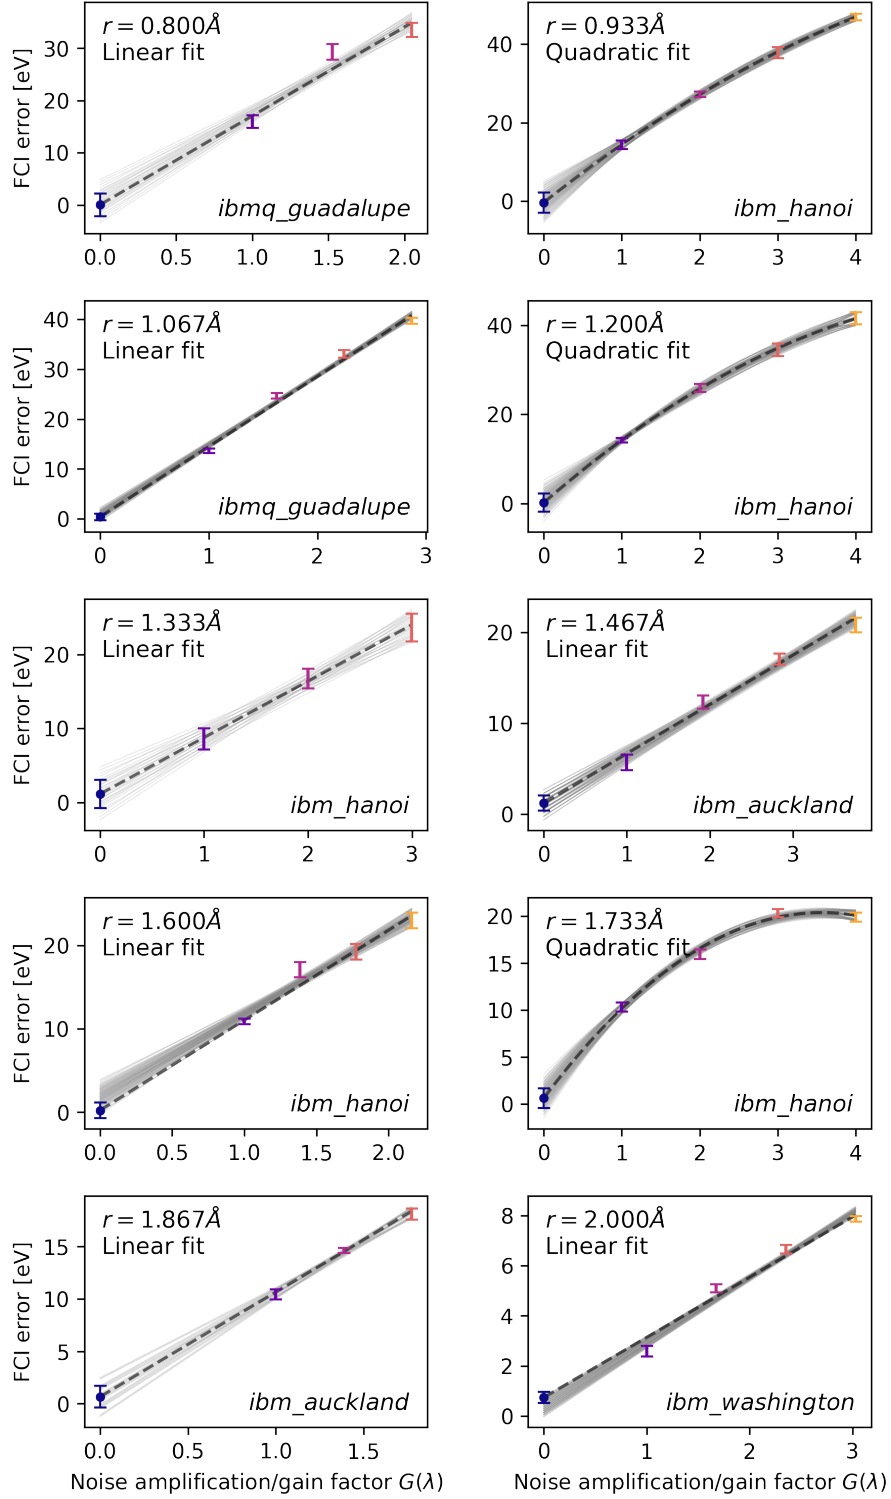 r = 0.800Å
Linear fit
FCI error [eV]
30
20
10
0
ibmq_guadalupe
0.0 0.5 1.0 1.5 2.0
r = 0.933Å
Quadratic fit
40
20
0
ibm_hanoi
0 1 2 3 4
r = 1.067Å
Linear fit
FCI error [eV]
40
30
20
10
0
ibmq_guadalupe
0 1 2 3
r = 1.200Å
Quadratic fit
40
20
0
ibm_hanoi
0 1 2 3 4
r = 1.333Å
Linear fit
FCI error [eV]
20
10
0
ibm_hanoi
0 1 2 3
r = 1.467Å
Linear fit
20
10
0
ibm_auckland
0 1 2 3
r = 1.600Å
Linear fit
FCI error [eV]
20
10
0
ibm_hanoi
0.0 0.5 1.0 1.5 2.0
r = 1.733Å
Quadratic fit
20
15
10
5
0
ibm_hanoi
0 1 2 3 4
r = 1.867Å
Linear fit
FCI error [eV]
15
10
5
0
ibm_auckland
0.0 0.5 1.0 1.5
Noise amplification/gain factor G(λ)
r = 2.000Å
Linear fit
8
6
4
2
0
ibm_washington
0 1 2 3
Noise amplification/gain factor G(λ)